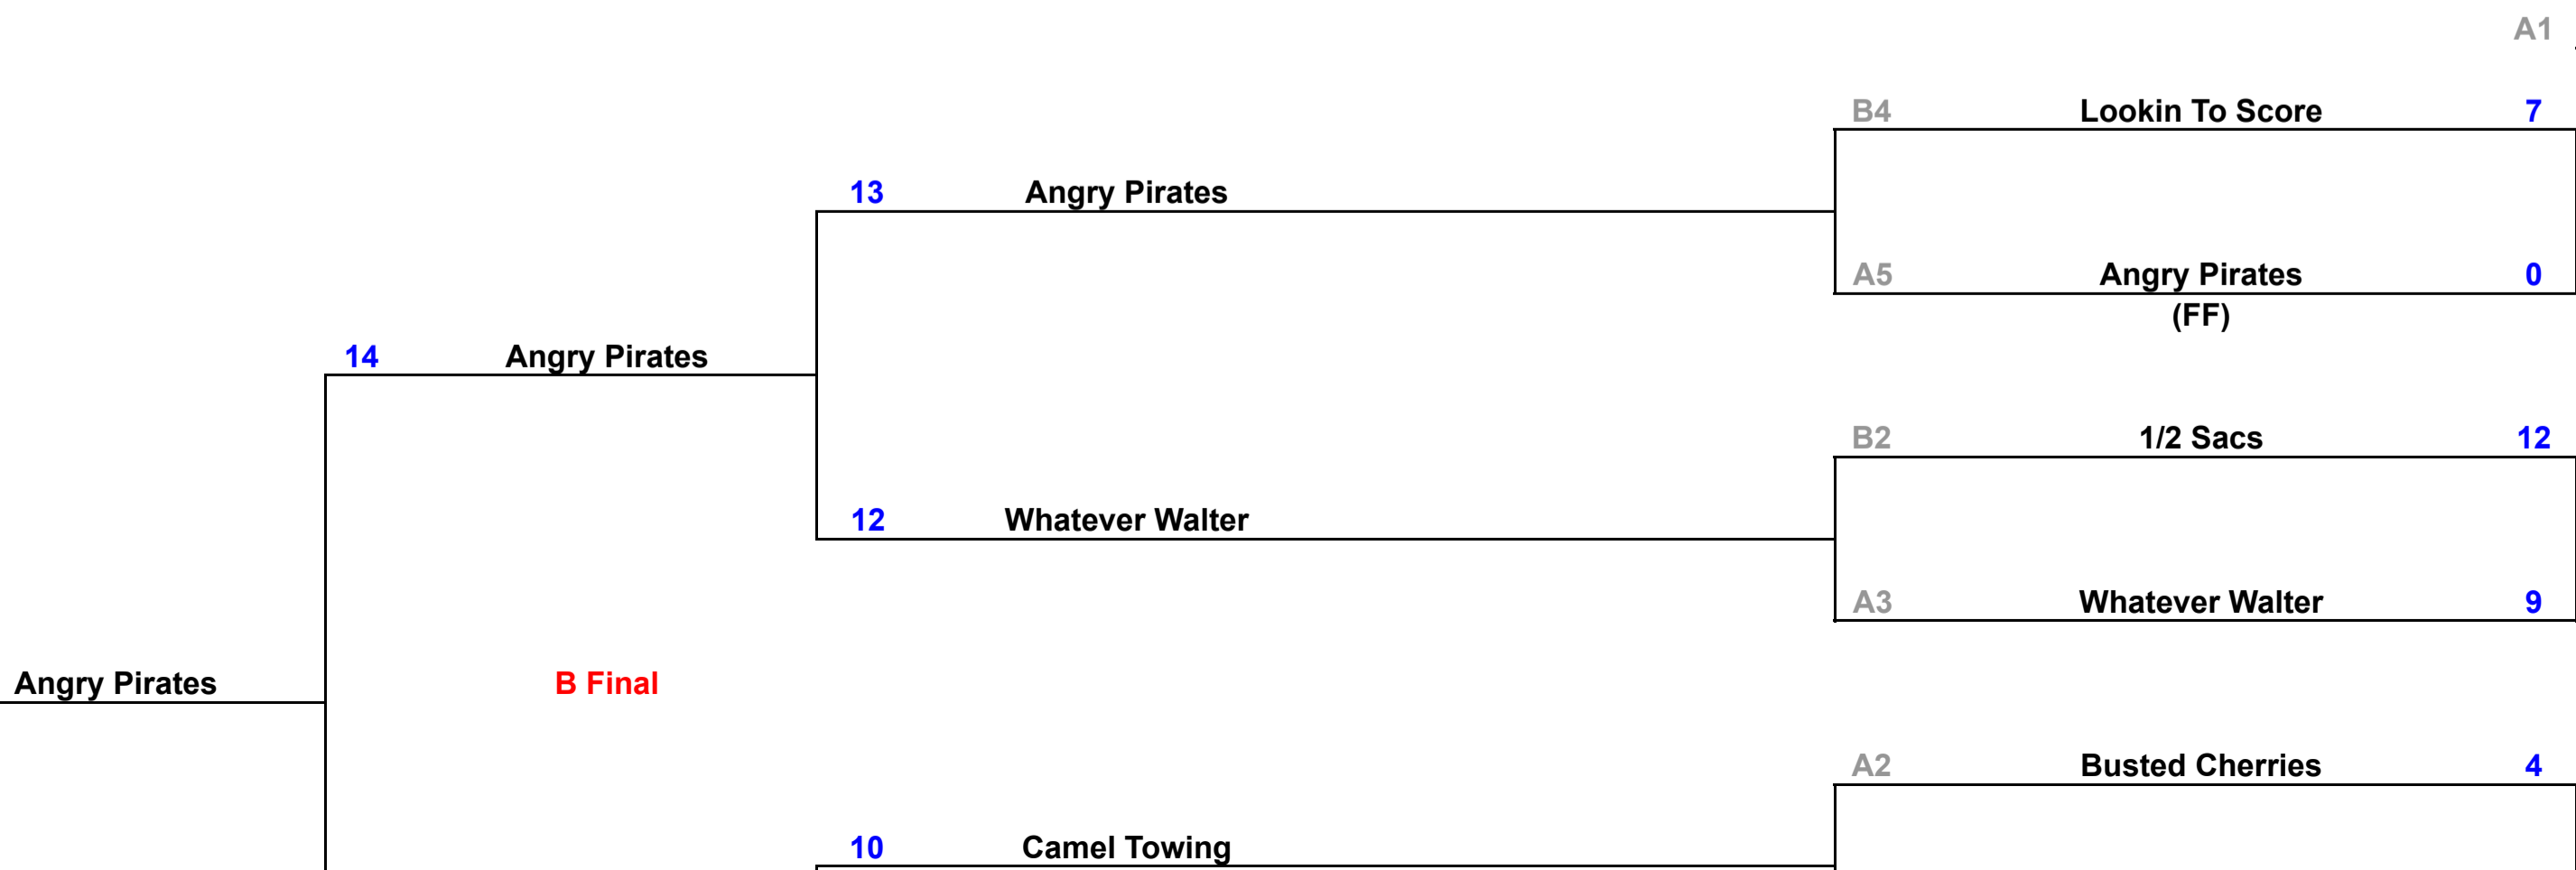 A1
B4 Lookin To Score 7
13 Angry Pirates
A5 Angry Pirates 0
(FF)
14 Angry Pirates
B2 1/2 Sacs 12
12 Whatever Walter
A3 Whatever Walter 9
Angry Pirates B Final
A2 Busted Cherries 4
10 Camel Towing